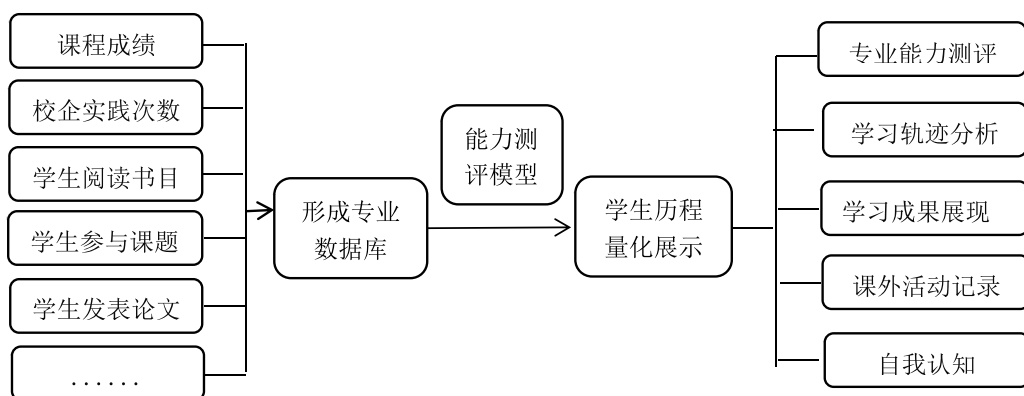 课程成绩
校企实践次数
学生阅读书目
学生参与课题
学生发表论文
......
形成专业
数据库
能力测
评模型
学生历程
量化展示
专业能力测评
学习轨迹分析
学习成果展现
课外活动记录
自我认知